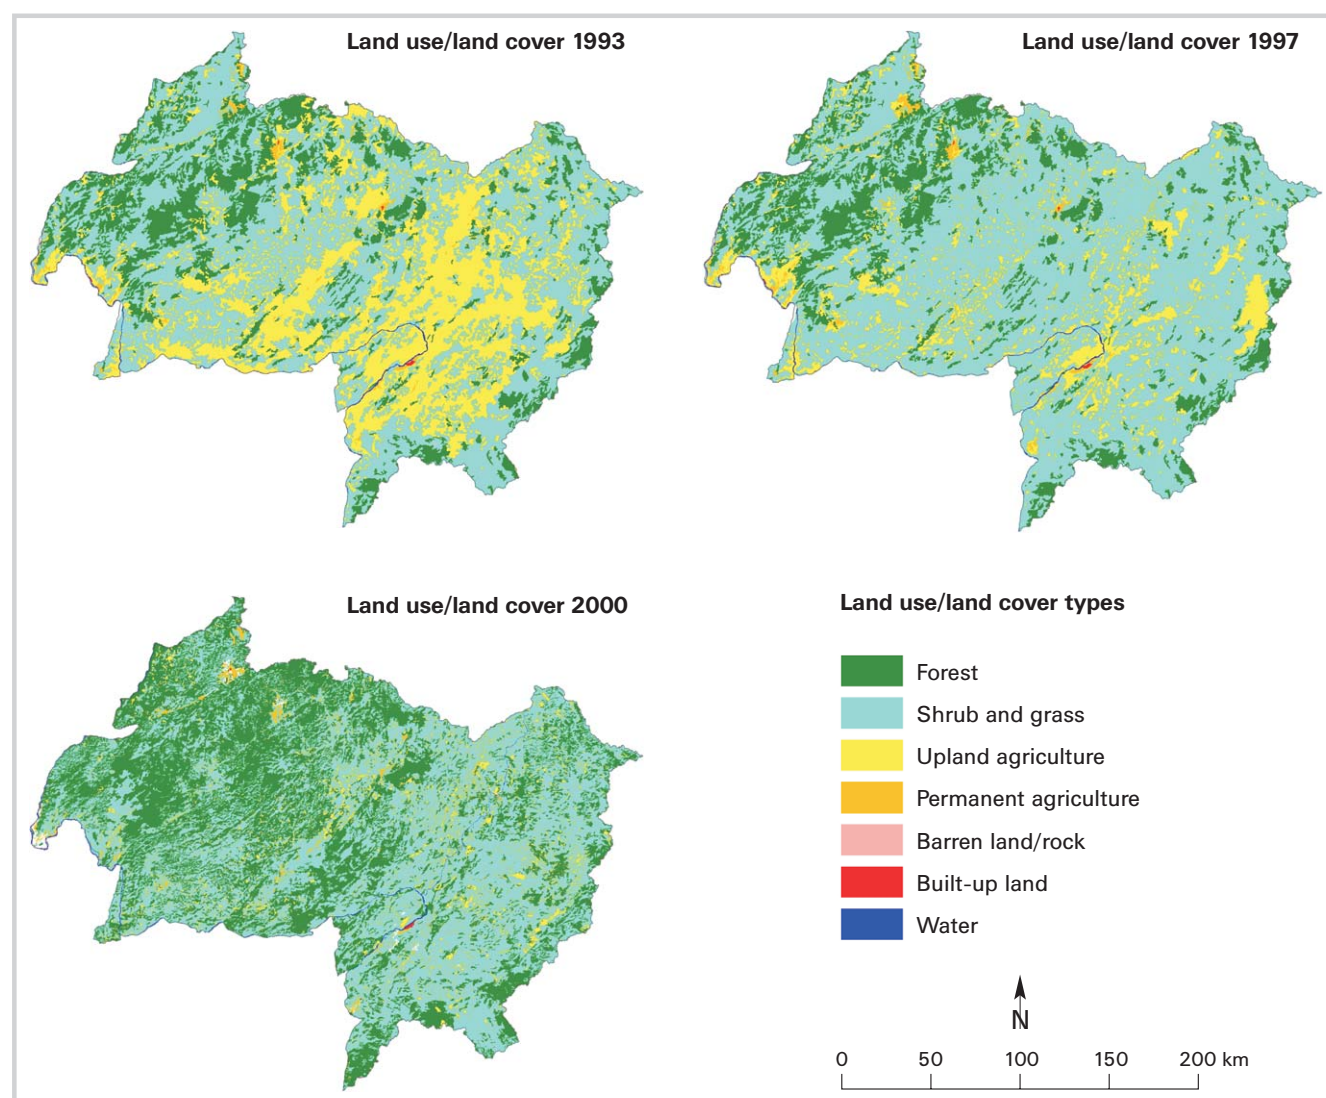 Land use/land cover 1993
Land use/land cover 1997
Land use/land cover 2000
Land use/land cover types
Forest
Shrub and grass
Upland agriculture
Permanent agriculture
Barren land/rock
Built-up land
Water
N
0 50 100 150 200 km